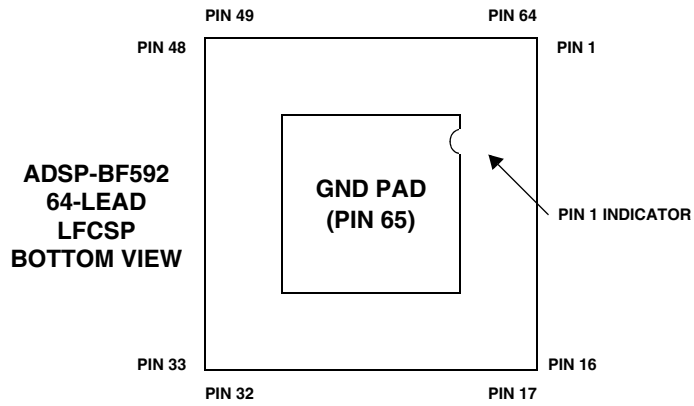 PIN 49
PIN 64
PIN 48
PIN 1
ADSP-BF592
64-LEAD
LFCSP
BOTTOM VIEW
GND PAD
(PIN 65)
PIN 1 INDICATOR
PIN 33
PIN 16
PIN 32
PIN 17